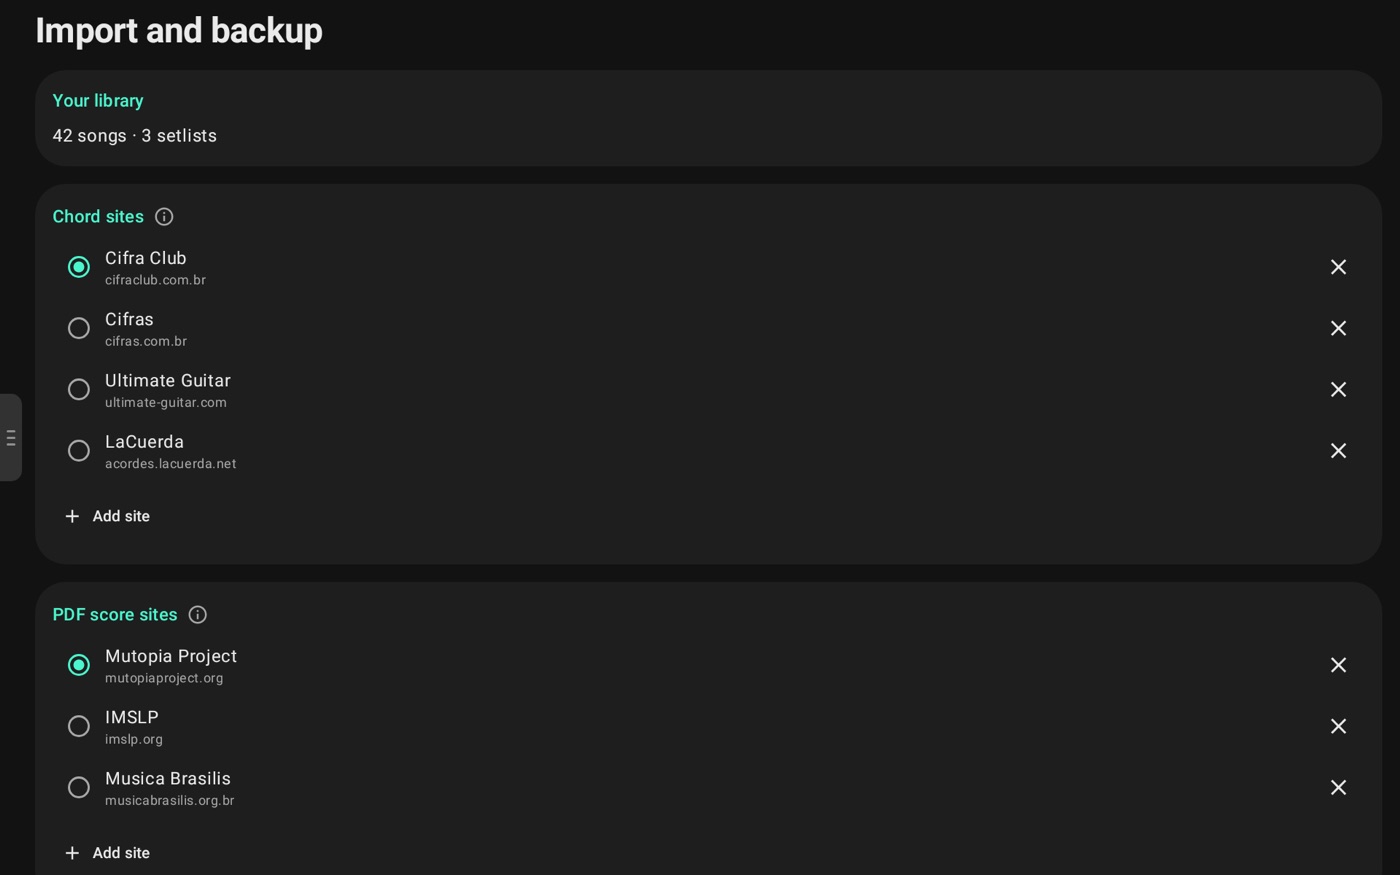 Import and backup
Your library
42 songs · 3 setlists
Chord sites
Cifra Club
cifraclub.com.br
Cifras
cifras.com.br
Ultimate Guitar
ultimate-guitar.com
LaCuerda
acordes.lacuerda.net
Add site
PDF score sites
Mutopia Project
mutopiaproject.org
IMSLP
imslp.org
Musica Brasilis
musicabrasilis.org.br
Add site